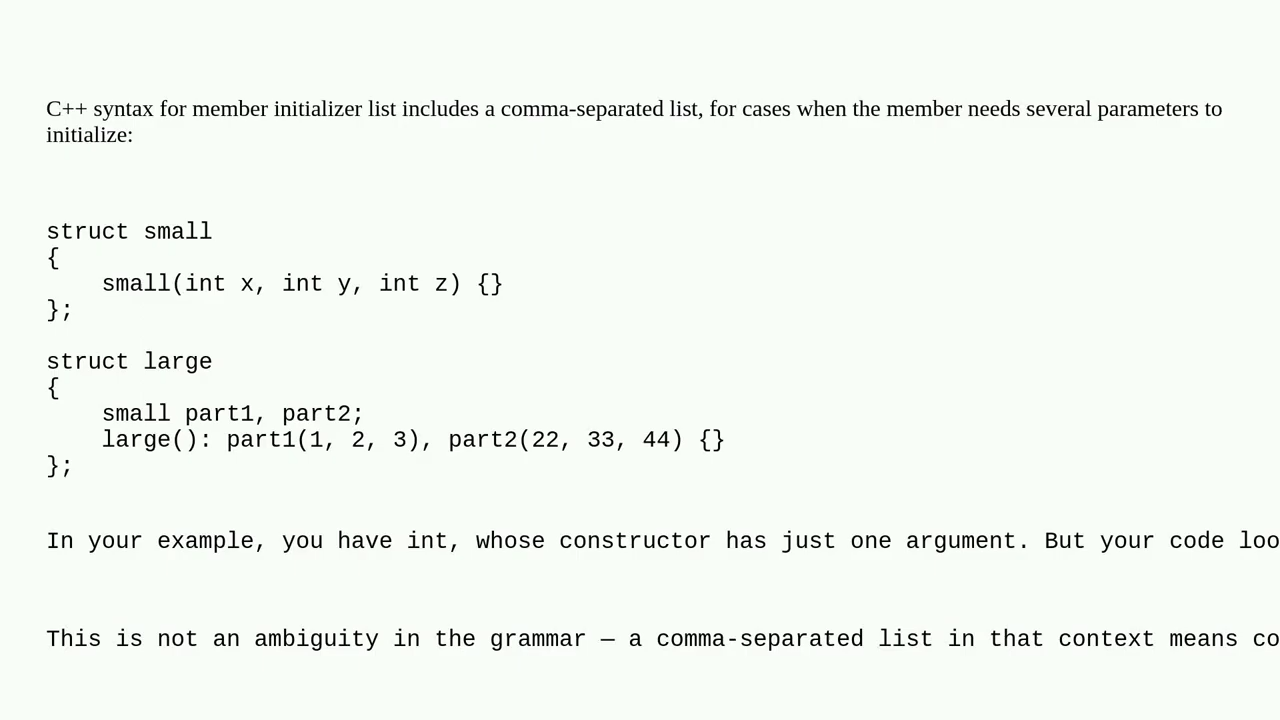 C++ syntax for member initializer list includes a comma-separated list, for cases when the member needs several parameters to
initialize:
struct small
{
    small(int x, int y, int z) {}
};
struct large
{
    small part1, part2;
    large(): part1(1, 2, 3), part2(22, 33, 44) {}
};
In your example, you have int, whose constructor has just one argument. But your code
This is not an ambiguity in the grammar — a comma-separated list in that context means